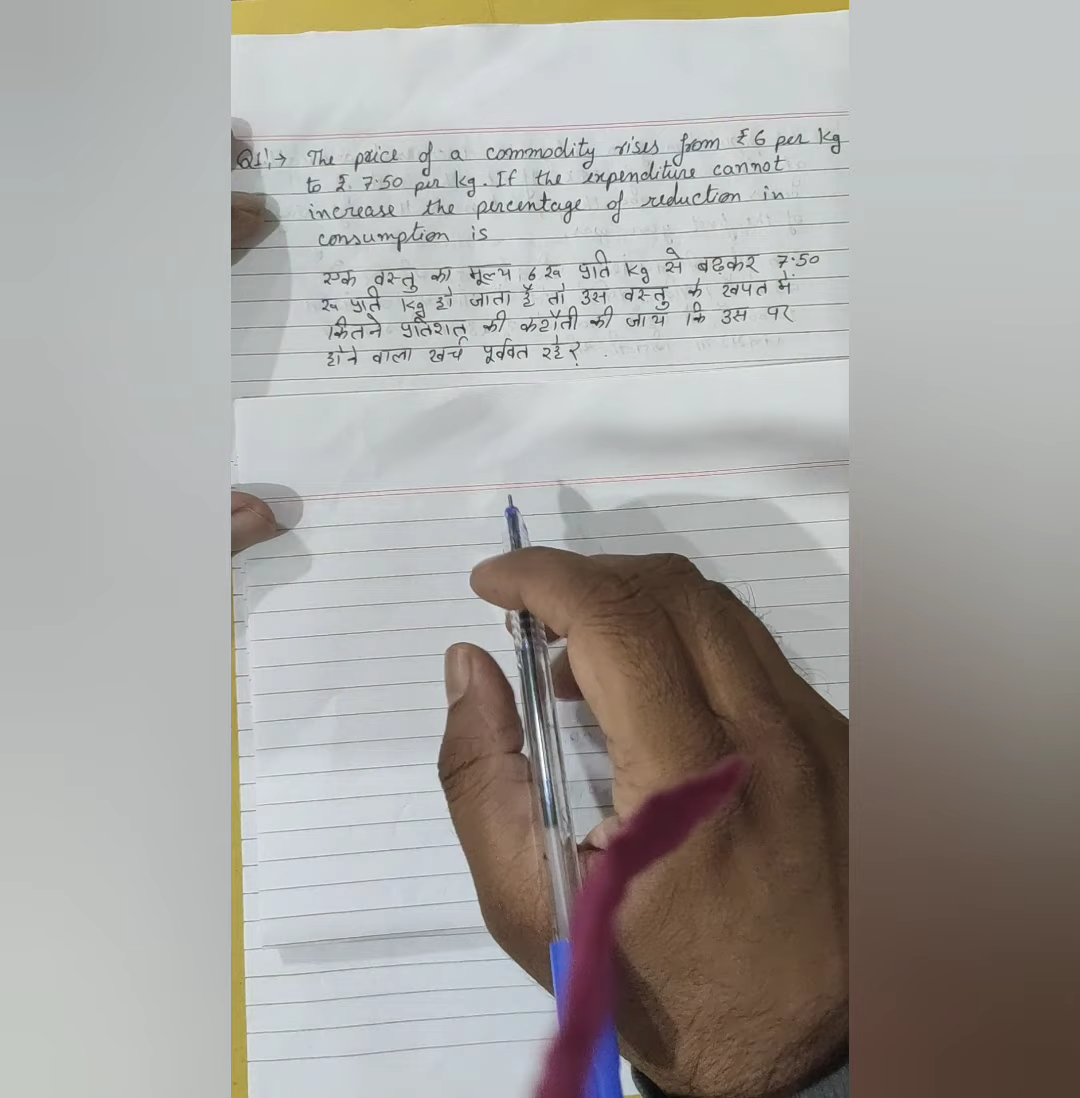 Q1:→ The price of a commodity rises from ₹6 per kg
to ₹ 7.50 per kg. If the expenditure cannot
increase the percentage of reduction in
consumption is
एक वस्तु का मूल्य 6 रु० प्रति kg से बढ़कर 7.50
रु० प्रति kg हो जाता है तो उस वस्तु के खपत में
कितने प्रतिशत की कटौती की जाये कि उस पर
होने वाला खर्च पूर्ववत रहे?